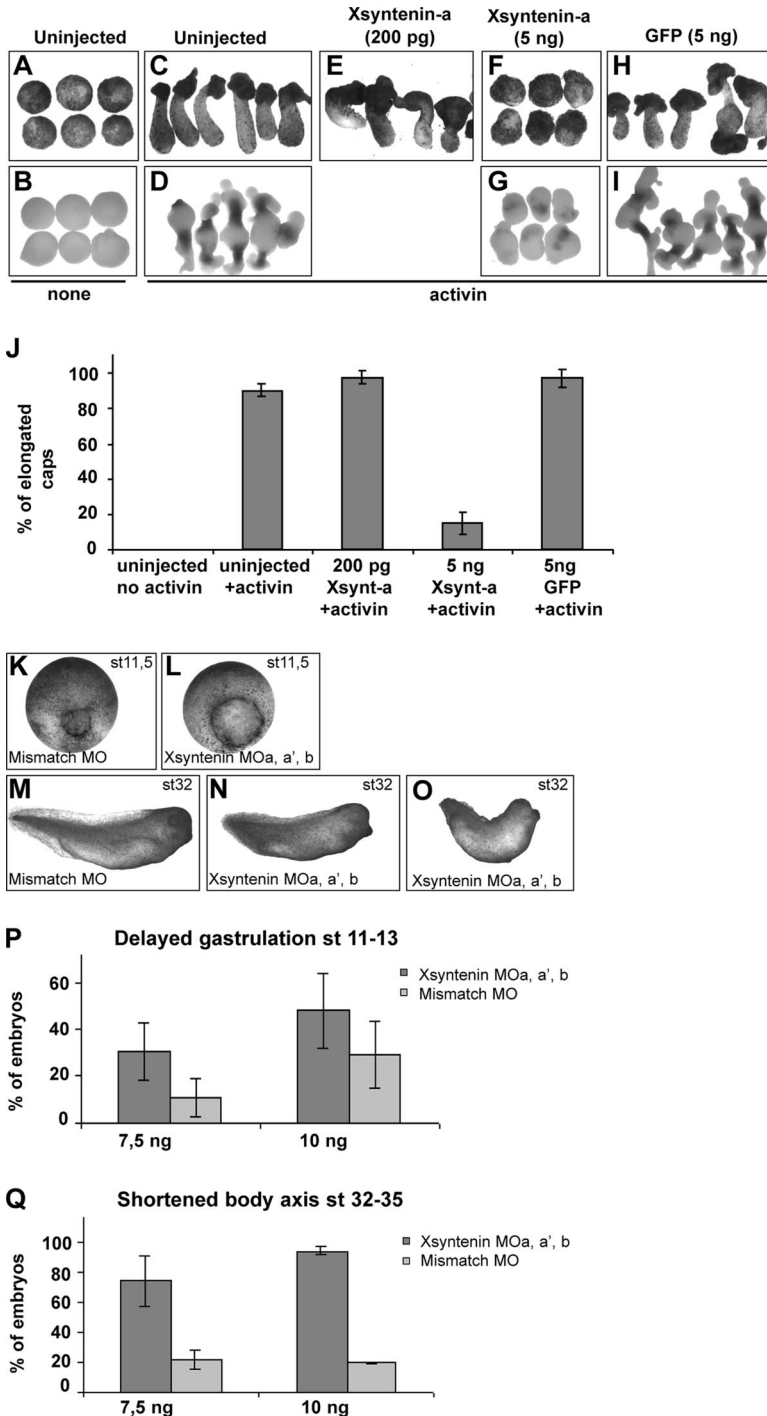 Uninjected
Uninjected
Xsyntenin-a
(200 pg)
Xsyntenin-a
(5 ng)
GFP (5 ng)
A
C
E
F
H
B
D
G
I
none
activin
J
% of elongated
caps
100
80
60
40
20
0
uninjected
no activin
uninjected
+activin
200 pg
Xsynt-a
+activin
5 ng
Xsynt-a
+activin
5ng
GFP
+activin
K
st11,5
Mismatch MO
L
st11,5
Xsyntenin MOa, a', b
M
st32
Mismatch MO
N
st32
Xsyntenin MOa, a', b
O
st32
Xsyntenin MOa, a', b
P
Delayed gastrulation st 11-13
% of embryos
60
40
20
0
7,5 ng
10 ng
Xsyntenin MOa, a', b
Mismatch MO
Q
Shortened body axis st 32-35
% of embryos
100
80
60
40
20
0
7,5 ng
10 ng
Xsyntenin MOa, a', b
Mismatch MO